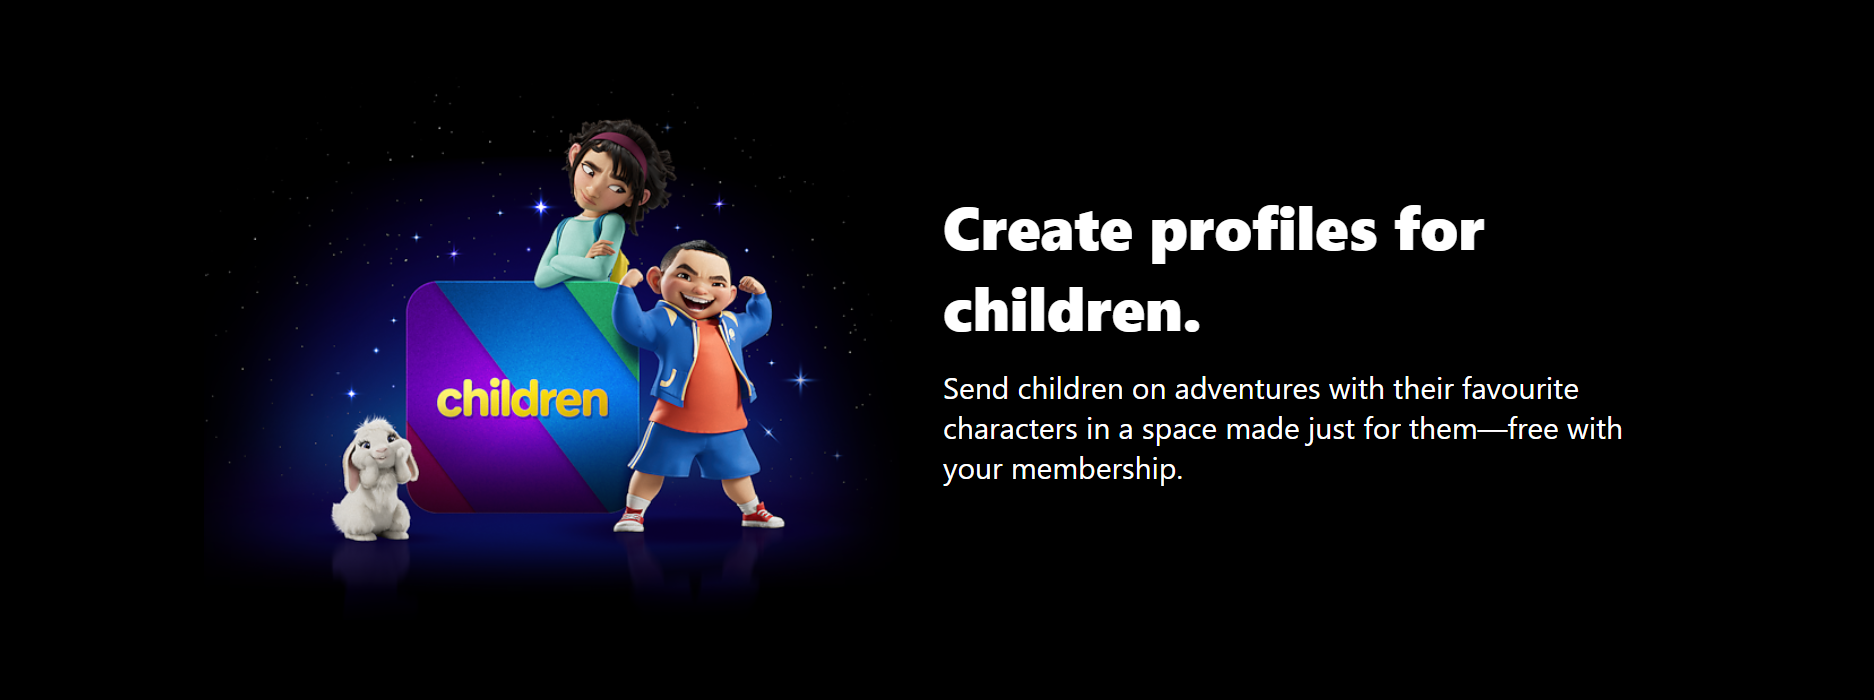 children
Create profiles for
children.
Send children on adventures with their favourite
characters in a space made just for them—free with
your membership.